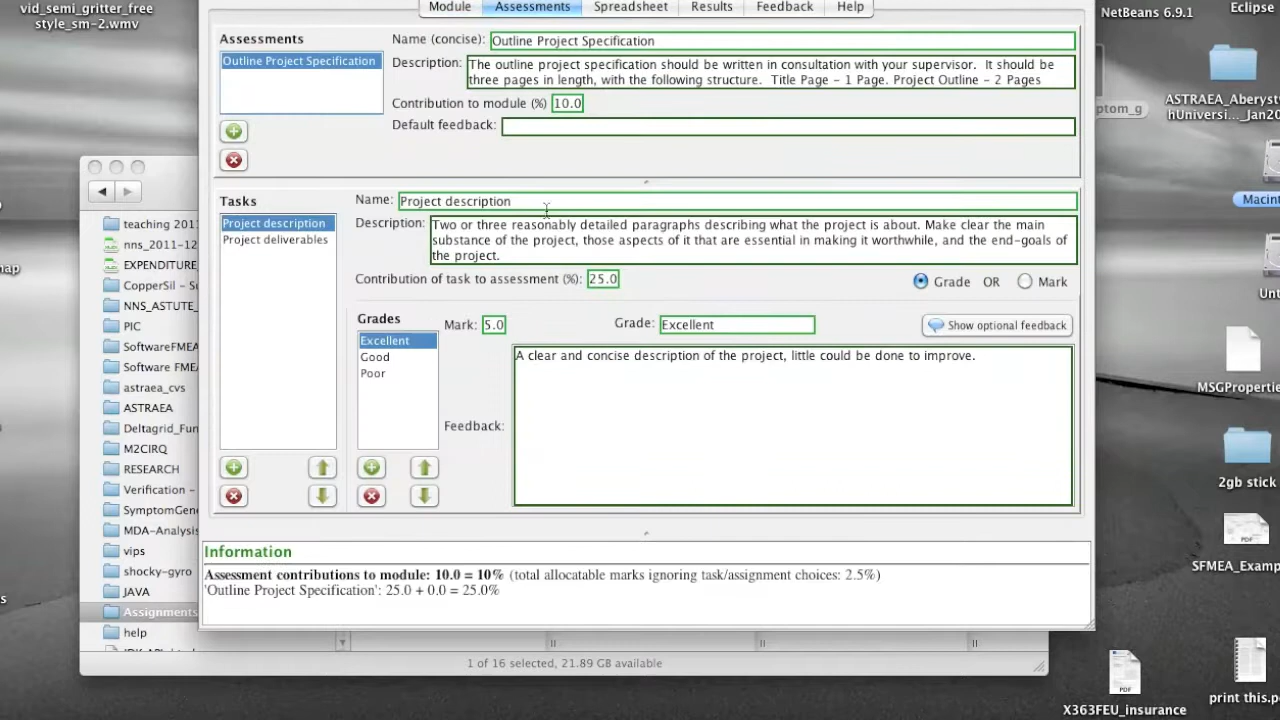 vid_semi_gritter_free
style_sm-2.wmv
Module Assessments Spreadsheet Results Feedback Help
NetBeans 6.9.1
Eclipse
Assessments
Outline Project Specification
Name (concise): Outline Project Specification
Description: The outline project specification should be written in consultation with your supervisor. It should be
three pages in length, with the following structure. Title Page - 1 Page. Project Outline - 2 Pages
Contribution to module (%) 10.0
Default feedback:
ptom_g
ASTRAEA_Aberyst
hUniversi..._Jan20
Macint
Tasks
Project description
Project deliverables
Name: Project description
Description: Two or three reasonably detailed paragraphs describing what the project is about. Make clear the main
substance of the project, those aspects of it that are essential in making it worthwhile, and the end-goals of
the project.
Contribution of task to assessment (%): 25.0
Grade OR Mark
Grades
Excellent
Good
Poor
Mark: 5.0
Grade: Excellent
Show optional feedback
Feedback: A clear and concise description of the project, little could be done to improve.
teaching 201
nns_2011-12
EXPENDITURE_
CopperSil - Su
NNS_ASTUTE_
PIC
SoftwareFMEA
Software FME
astraea_cvs
ASTRAEA
Deltagrid_Fun
M2CIRQ
RESEARCH
Verification -
SymptomGene
MDA-Analysis
vips
shocky-gyro
JAVA
Assignments
help
Information
Assessment contributions to module: 10.0 = 10% (total allocatable marks ignoring task/assignment choices: 2.5%)
'Outline Project Specification': 25.0 + 0.0 = 25.0%
1 of 16 selected, 21.89 GB available
Unt
MSGPropertie
2gb stick
PDF
SFMEA_Examp
PDF
X363FEU_insurance
print this.p